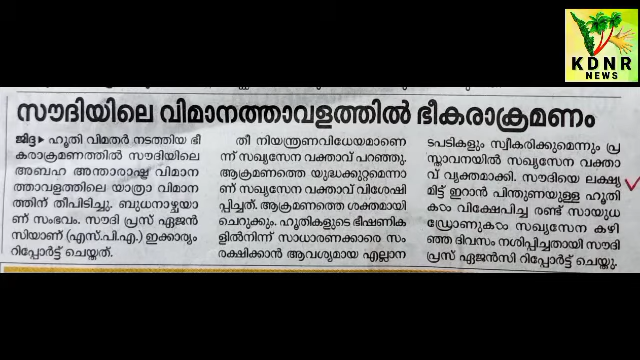 KDNR
NEWS
സൗദിയിലെ വിമാനത്താവളത്തിൽ ഭീകരാക്രമണം
ജിദ്ദ ▸ ഹൂതി വിമതർ നടത്തിയ ഭീ
കരാക്രമണത്തിൽ സൗദിയിലെ
അബഹ അന്താരാഷ്ട്ര വിമാന
ത്താവളത്തിലെ യാത്രാ വിമാന
ത്തിന് തീപിടിച്ചു. ബുധനാഴ്ചയാ
ണ് സംഭവം. സൗദി പ്രസ് ഏജൻ
സിയാണ് (എസ്.പി.എ.) ഇക്കാര്യം
റിപ്പോർട്ട് ചെയ്തത്.
തീ നിയന്ത്രണവിധേയമാണെ
ന്ന് സഖ്യസേന വക്താവ് പറഞ്ഞു.
ആക്രമണത്തെ യുദ്ധക്കുറ്റമെന്നാ
ണ് സഖ്യസേന വക്താവ് വിശേഷി
പ്പിച്ചത്. ആക്രമണത്തെ ശക്തമായി
ചെറുക്കും. ഹൂതികളുടെ ഭീഷണിക
ളിൽനിന്ന് സാധാരണക്കാരെ സം
രക്ഷിക്കാൻ ആവശ്യമായ എല്ലാന
ടപടികളും സ്വീകരിക്കുമെന്നും പ്ര
സ്താവനയിൽ സഖ്യസേന വക്താ
വ് വ്യക്തമാക്കി. സൗദിയെ ലക്ഷ്യ
മിട്ട് ഇറാൻ പിന്തുണയുള്ള ഹൂതി
കൾ വിക്ഷേപിച്ച രണ്ട് സായുധ
ഡ്രോണുകൾ സഖ്യസേന കഴി
ഞ്ഞ ദിവസം നശിപ്പിച്ചതായി സൗദി
പ്രസ് ഏജൻസി റിപ്പോർട്ട് ചെയ്തു.